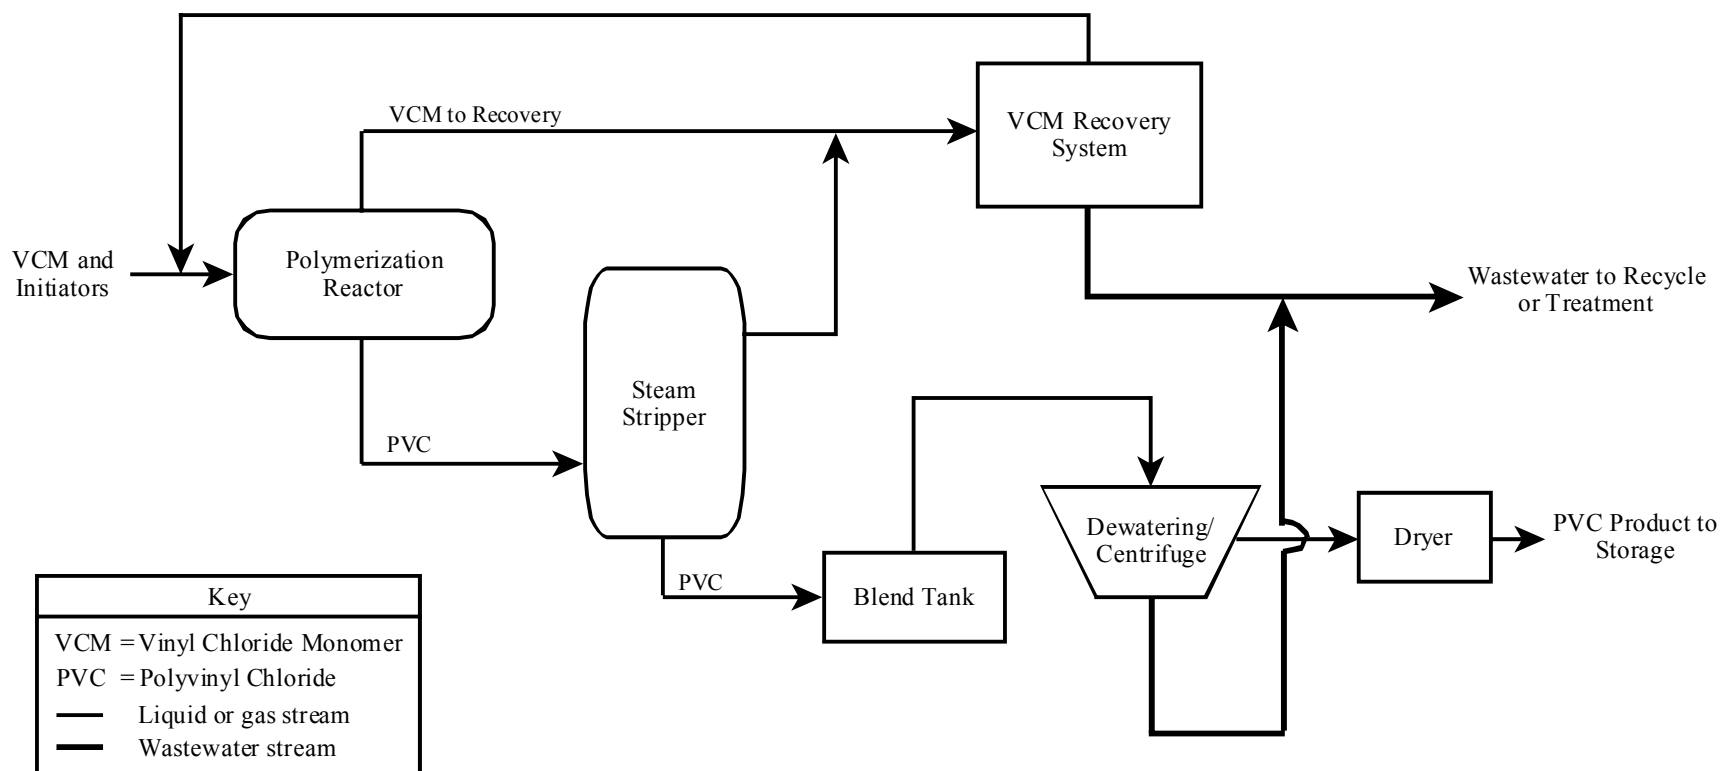 VCM to Recovery
VCM Recovery
System
VCM and
Initiators
Polymerization
Reactor
Wastewater to Recycle
or Treatment
Steam
Stripper
PVC
Dewatering/
Centrifuge
Dryer
PVC Product to
Storage
PVC
Blend Tank
Key
VCM = Vinyl Chloride Monomer
PVC = Polyvinyl Chloride
Liquid or gas stream
Wastewater stream